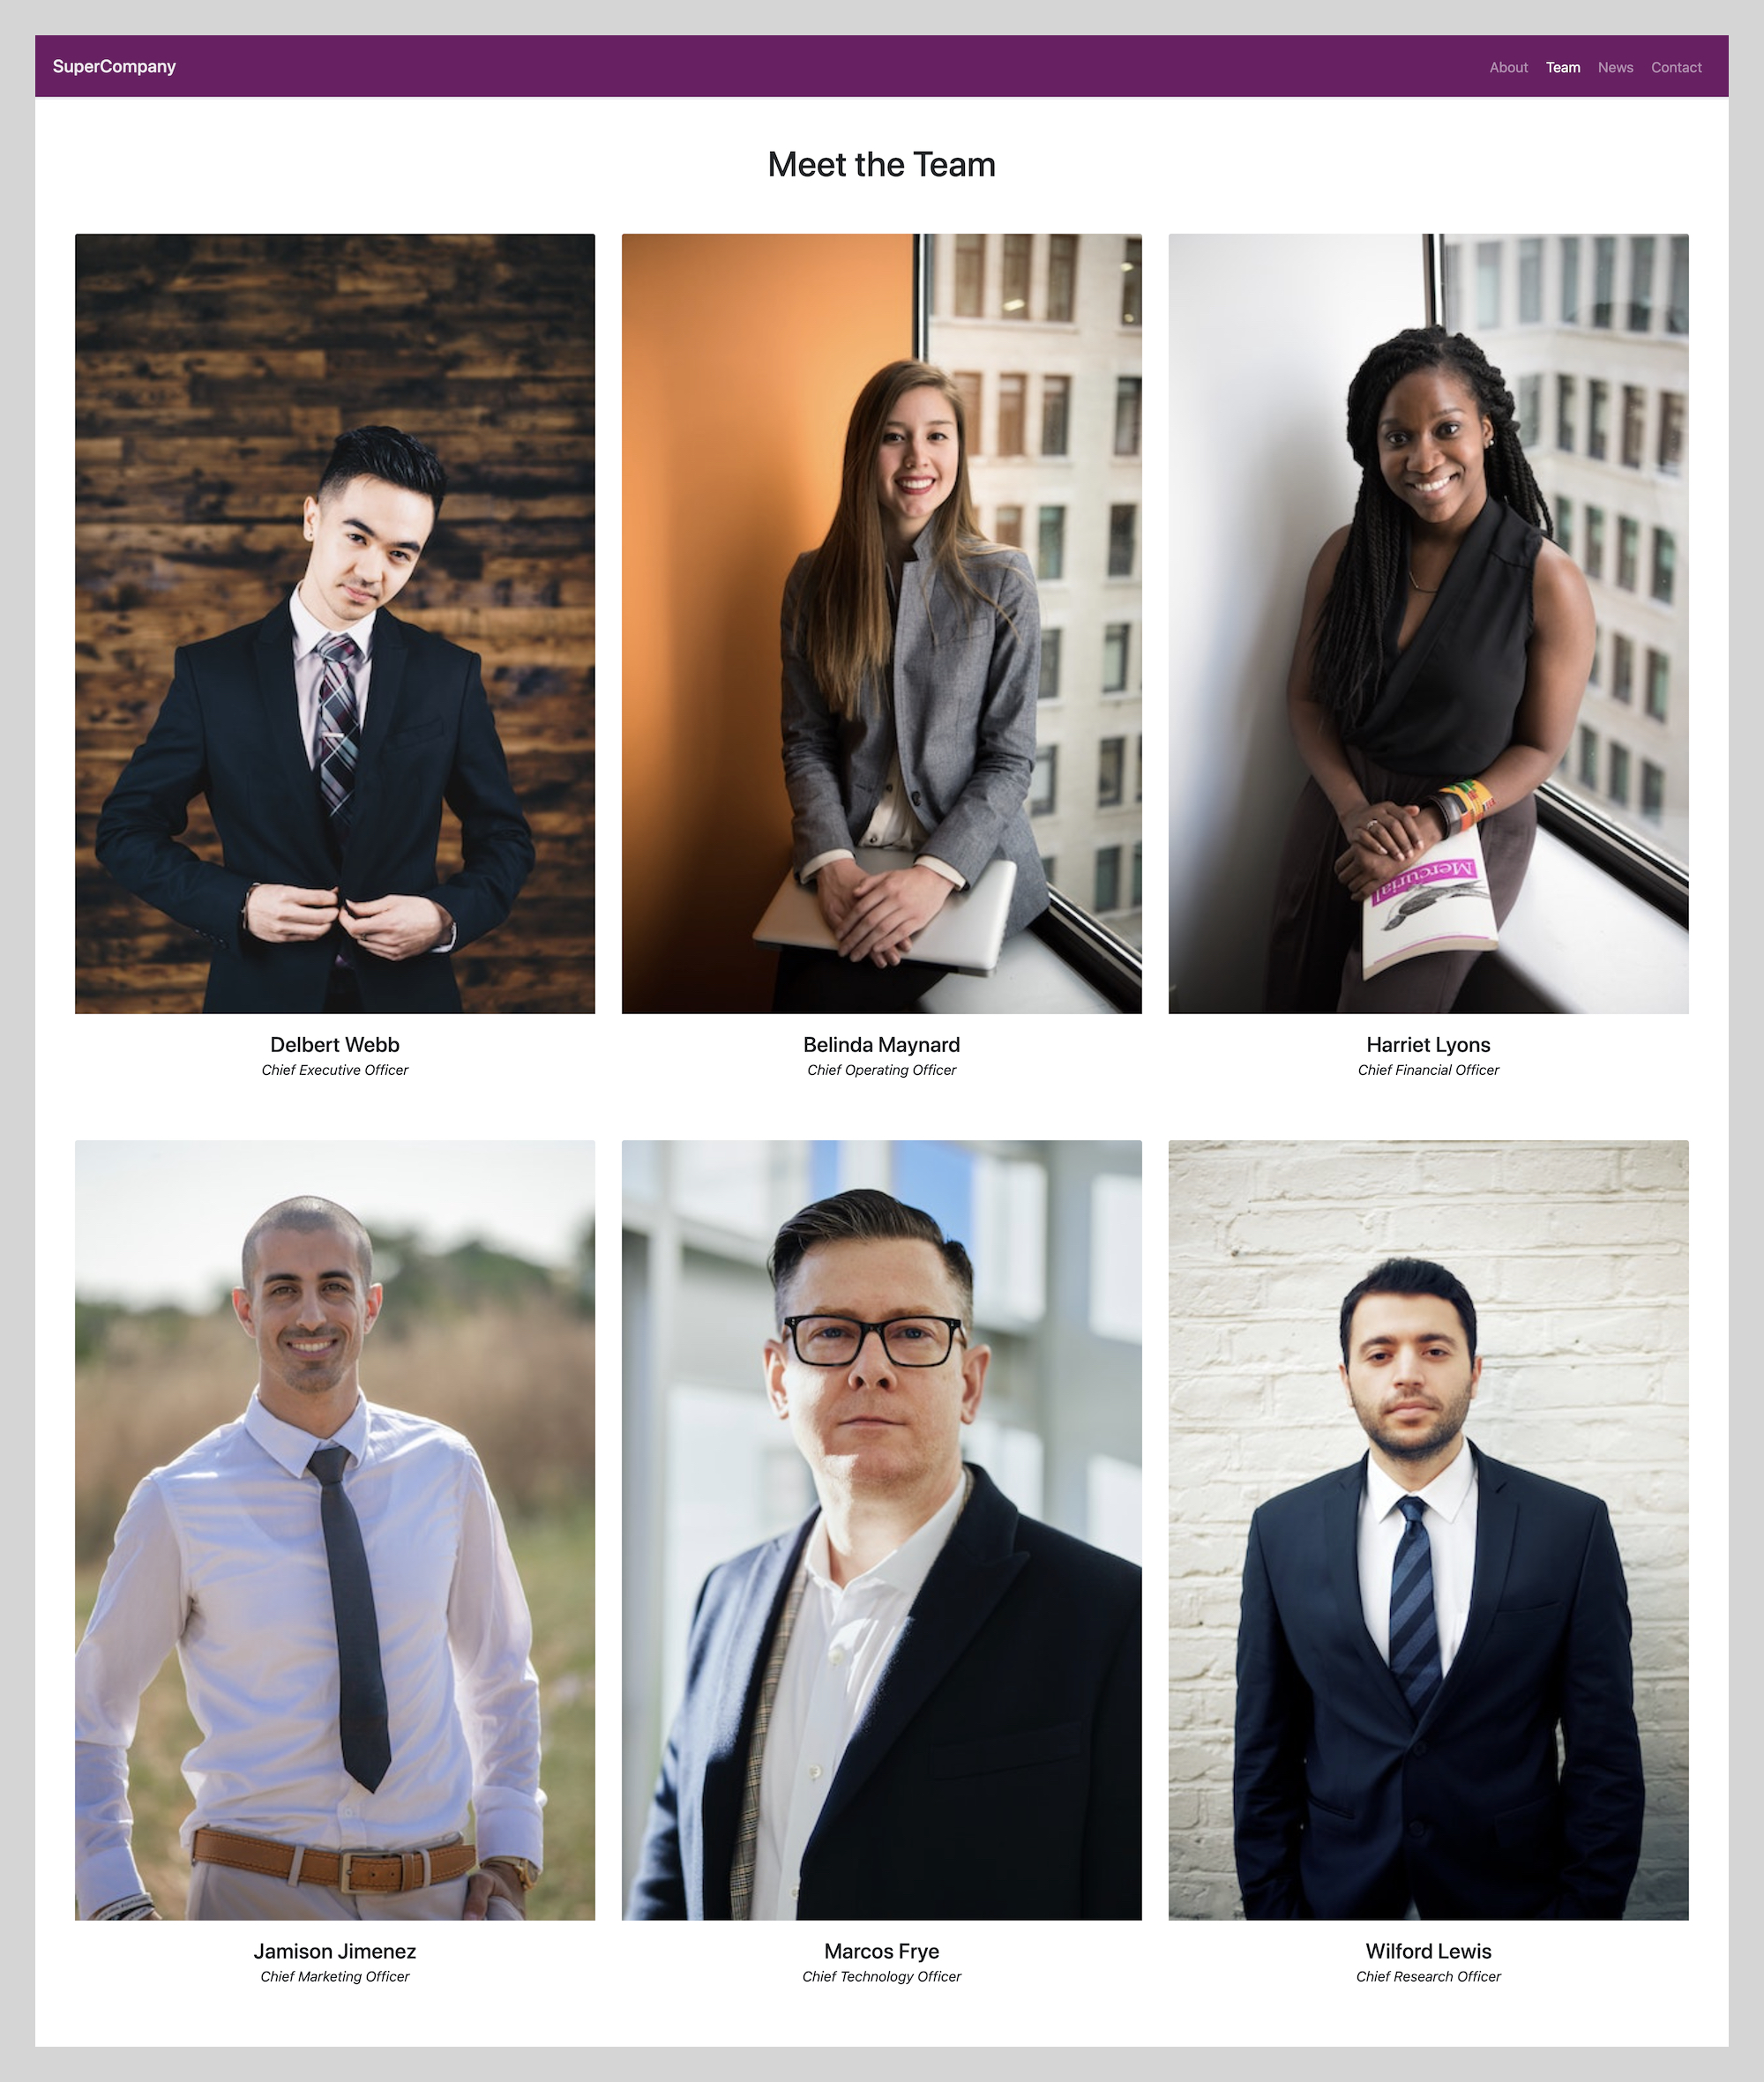 SuperCompany
About Team News Contact
Meet the Team
Mercurial
Delbert Webb
Chief Executive Officer
Belinda Maynard
Chief Operating Officer
Harriet Lyons
Chief Financial Officer
Jamison Jimenez
Chief Marketing Officer
Marcos Frye
Chief Technology Officer
Wilford Lewis
Chief Research Officer